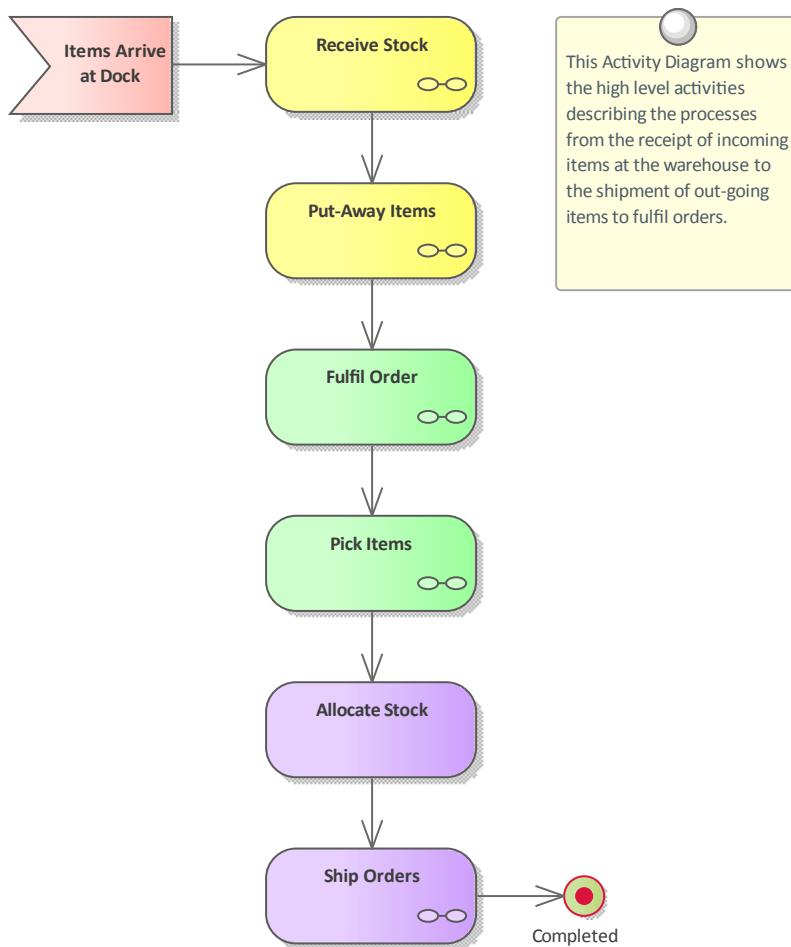 Items Arrive
at Dock
Receive Stock
This Activity Diagram shows
the high level activities
describing the processes
from the receipt of incoming
items at the warehouse to
the shipment of out-going
items to fulfil orders.
Put-Away Items
Fulfil Order
Pick Items
Allocate Stock
Ship Orders
Completed